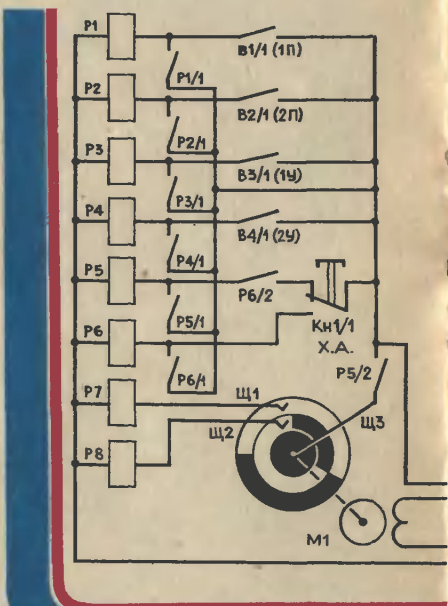 P1
B1/1 (1П)
P1/1
P2
B2/1 (2П)
P2/1
P3
B3/1 (1У)
P3/1
P4
B4/1 (2У)
P4/1
P5
P6/2
P5/1
Кн1/1
Х.А.
P6
P6/1
P5/2
P7
Щ1
Щ2
Щ3
P8
М1